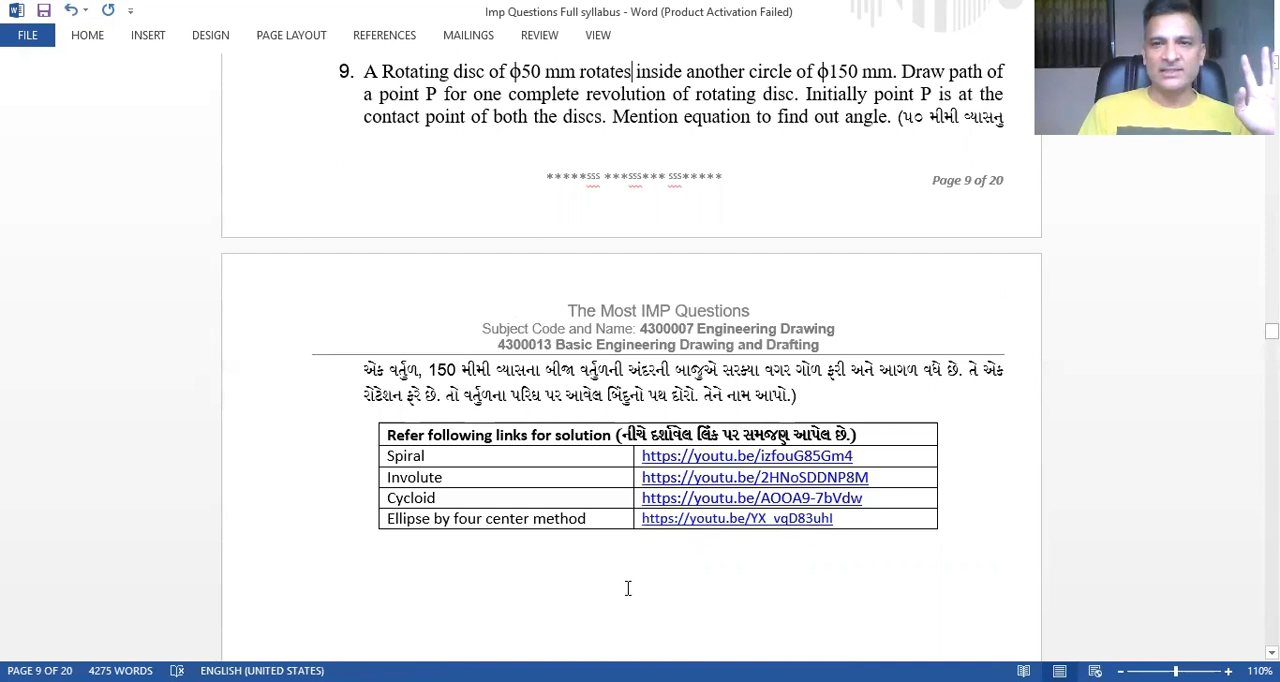 Imp Questions Full syllabus - Word (Product Activation Failed)
FILE HOME INSERT DESIGN PAGE LAYOUT REFERENCES MAILINGS REVIEW VIEW
9. A Rotating disc of ϕ50 mm rotates inside another circle of ϕ150 mm. Draw path of
a point P for one complete revolution of rotating disc. Initially point P is at the
contact point of both the discs. Mention equation to find out angle. (૫૦ મીમી વ્યાસનુ
*****sss ***sss*** sss*****
Page 9 of 20
The Most IMP Questions
Subject Code and Name: 4300007 Engineering Drawing
4300013 Basic Engineering Drawing and Drafting
એક વર્તુળ, 150 મીમી વ્યાસના બીજા વર્તુળની અંદરની બાજુએ સરક્યા વગર ગોળ ફરી અને આગળ વધે છે. તે એક
રોટેશન ફરે છે. તો વર્તુળના પરિઘ પર આવેલ બિંદુનો પથ દોરો. તેને નામ આપો.)
Refer following links for solution (નીચે દર્શાવેલ લિંક પર સમજણ આપેલ છે.)
Spiral https://youtu.be/izfouG85Gm4
Involute https://youtu.be/2HNoSDDNP8M
Cycloid https://youtu.be/AOOA9-7bVdw
Ellipse by four center method https://youtu.be/YX_vqD83uhI
PAGE 9 OF 20 4275 WORDS ENGLISH (UNITED STATES) 110%